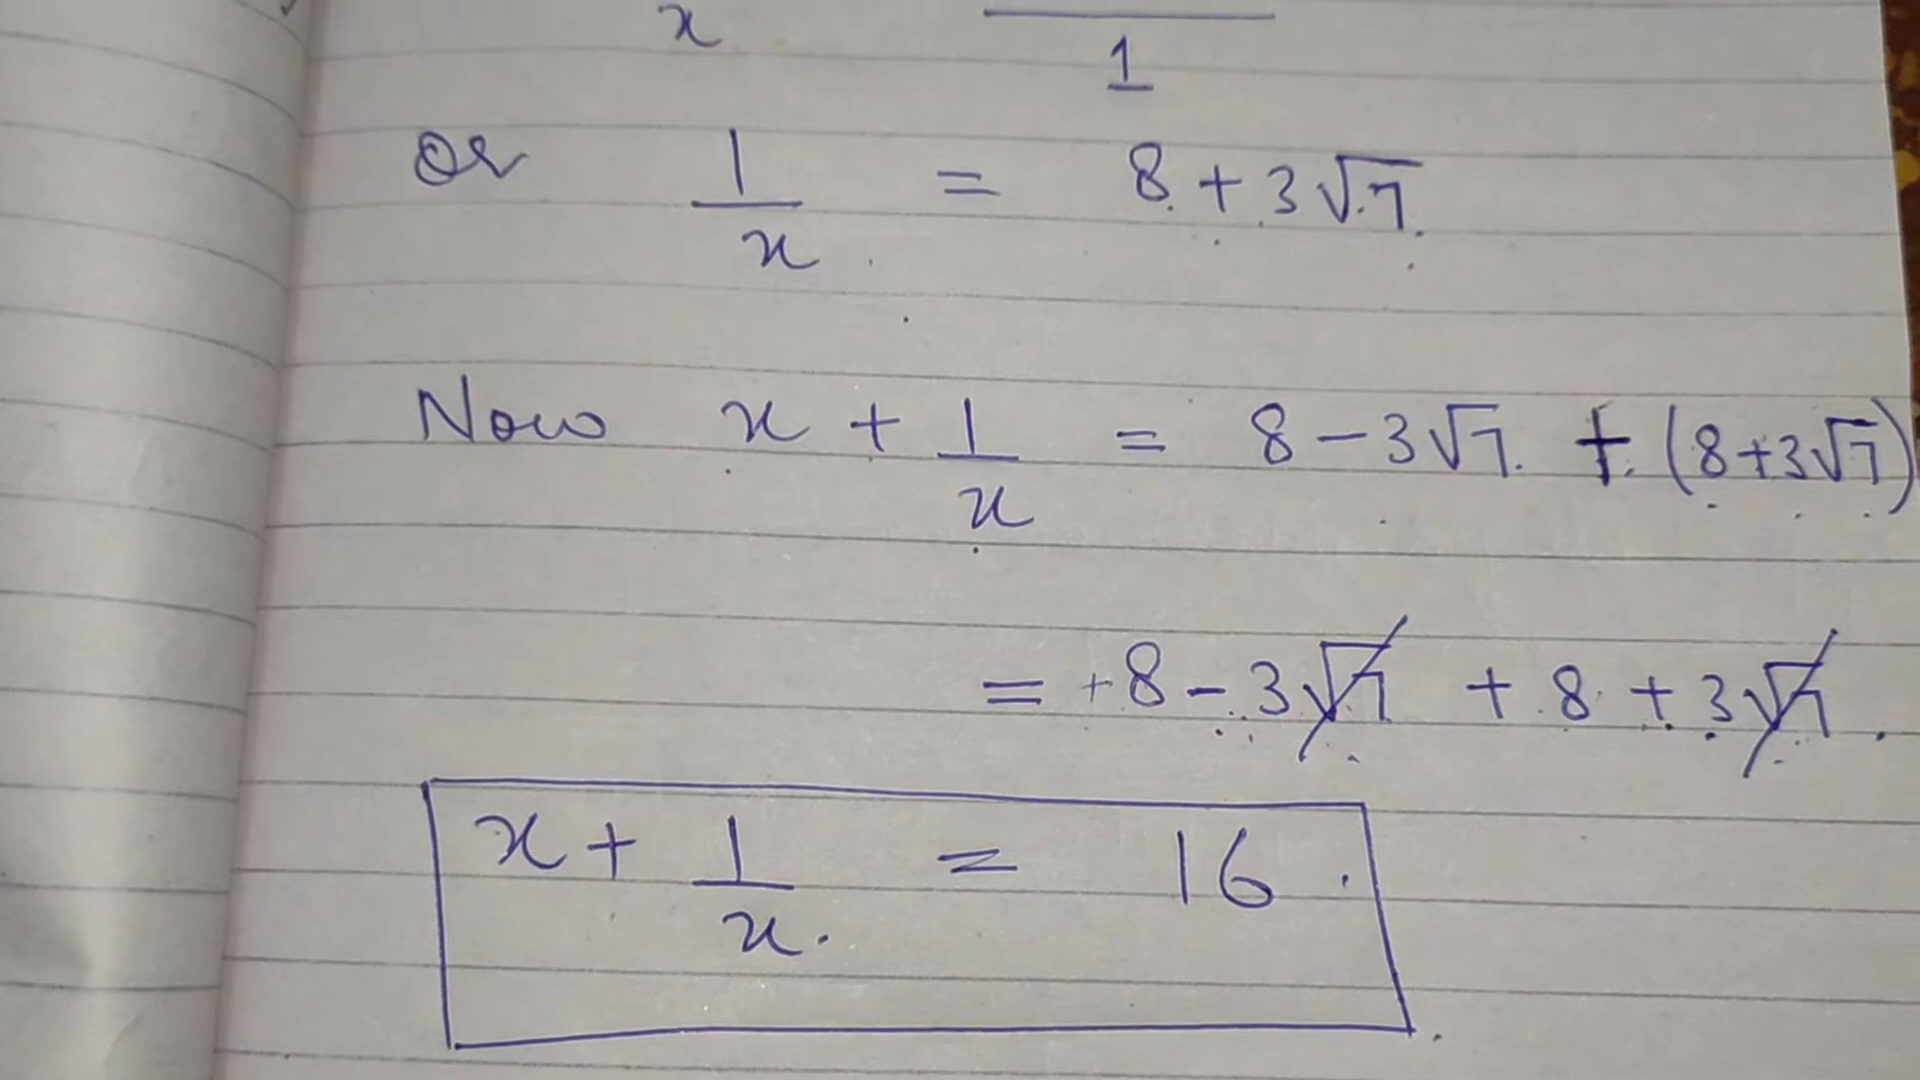 x 1
or 1/x = 8 + 3√7
Now x + 1/x = 8 - 3√7 + (8+3√7)
= +8 - 3√7 + 8 + 3√7.
x + 1/x = 16.